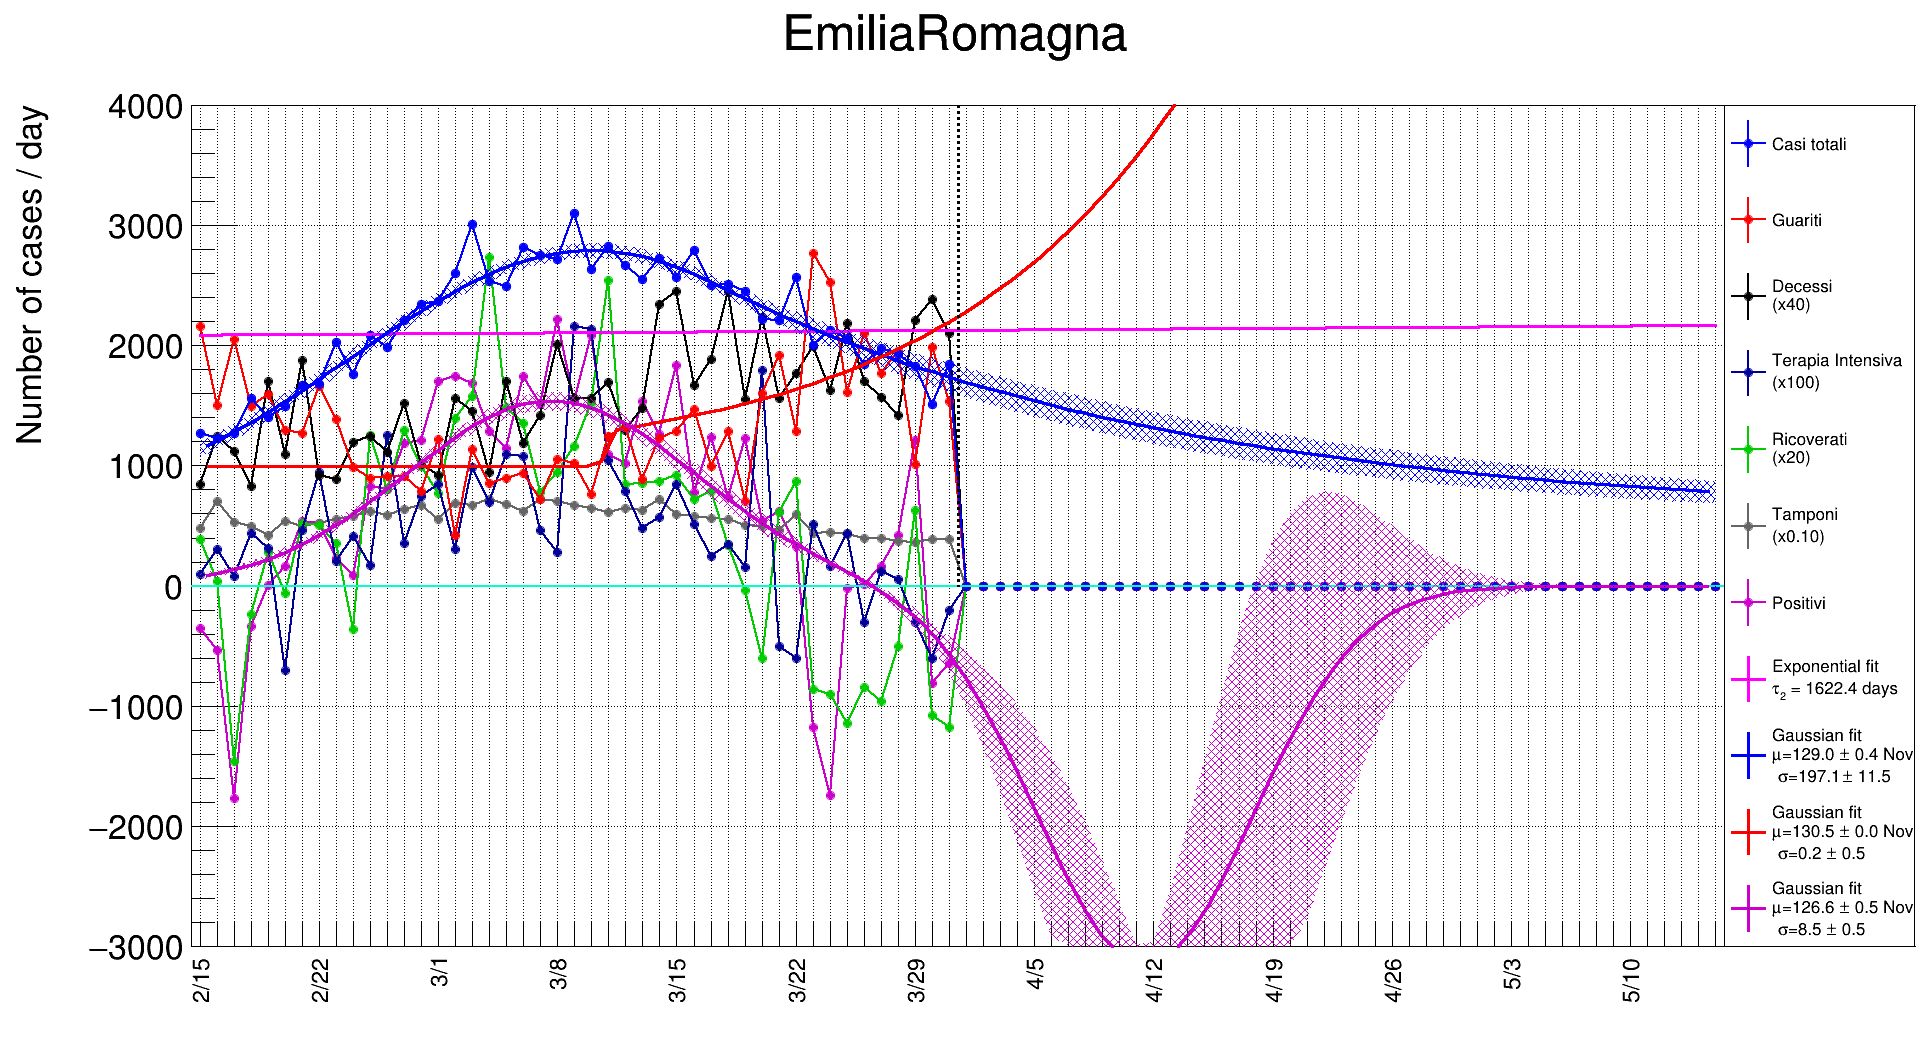 EmiliaRomagna
Number of cases / day
4000
3000
2000
1000
0
−1000
−2000
−3000
2/15
2/22
3/1
3/8
3/15
3/22
3/29
4/5
4/12
4/19
4/26
5/3
5/10
Casi totali
Guariti
Decessi
(x40)
Terapia Intensiva
(x100)
Ricoverati
(x20)
Tamponi
(x0.10)
Positivi
Exponential fit
τ2 = 1622.4 days
Gaussian fit
μ=129.0 ± 0.4 Nov
σ=197.1 ± 11.5
Gaussian fit
μ=130.5 ± 0.0 Nov
σ=0.2 ± 0.5
Gaussian fit
μ=126.6 ± 0.5 Nov
σ=8.5 ± 0.5